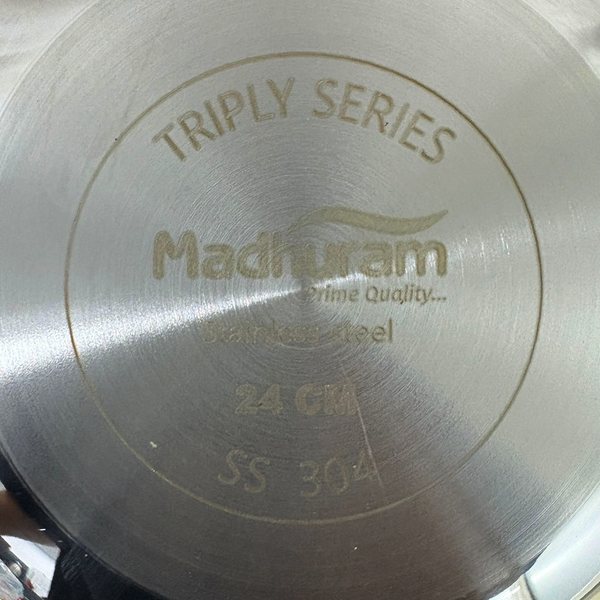 TRIPLY SERIES
Madhuram
Prime Quality...
Stainless steel
24 CM
SS 304